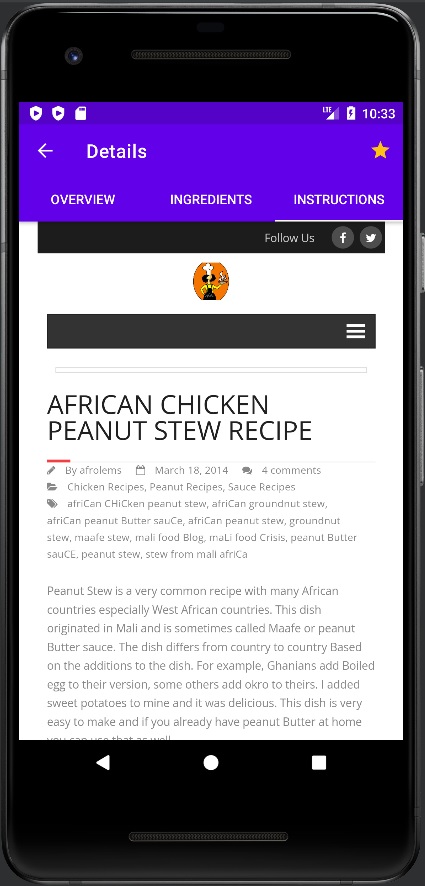 LTE 10:33
Details
OVERVIEW INGREDIENTS INSTRUCTIONS
Follow Us
AFRICAN CHICKEN
PEANUT STEW RECIPE
By afrolems March 18, 2014 4 comments
Chicken Recipes, Peanut Recipes, Sauce Recipes
afriCan CHiCken peanut stew, afriCan groundnut stew,
afriCan peanut Butter sauCe, afriCan peanut stew, groundnut
stew, maafe stew, mali food Blog, maLi food Crisis, peanut Butter
sauCE, peanut stew, stew from mali afriCa
Peanut Stew is a very common recipe with many African
countries especially West African countries. This dish
originated in Mali and is sometimes called Maafe or peanut
Butter sauce. The dish differs from country to country Based
on the additions to the dish. For example, Ghanians add Boiled
egg to their version, some others add okro to theirs. I added
sweet potatoes to mine and it was delicious. This dish is very
easy to make and if you already have peanut Butter at home
you can use that as well